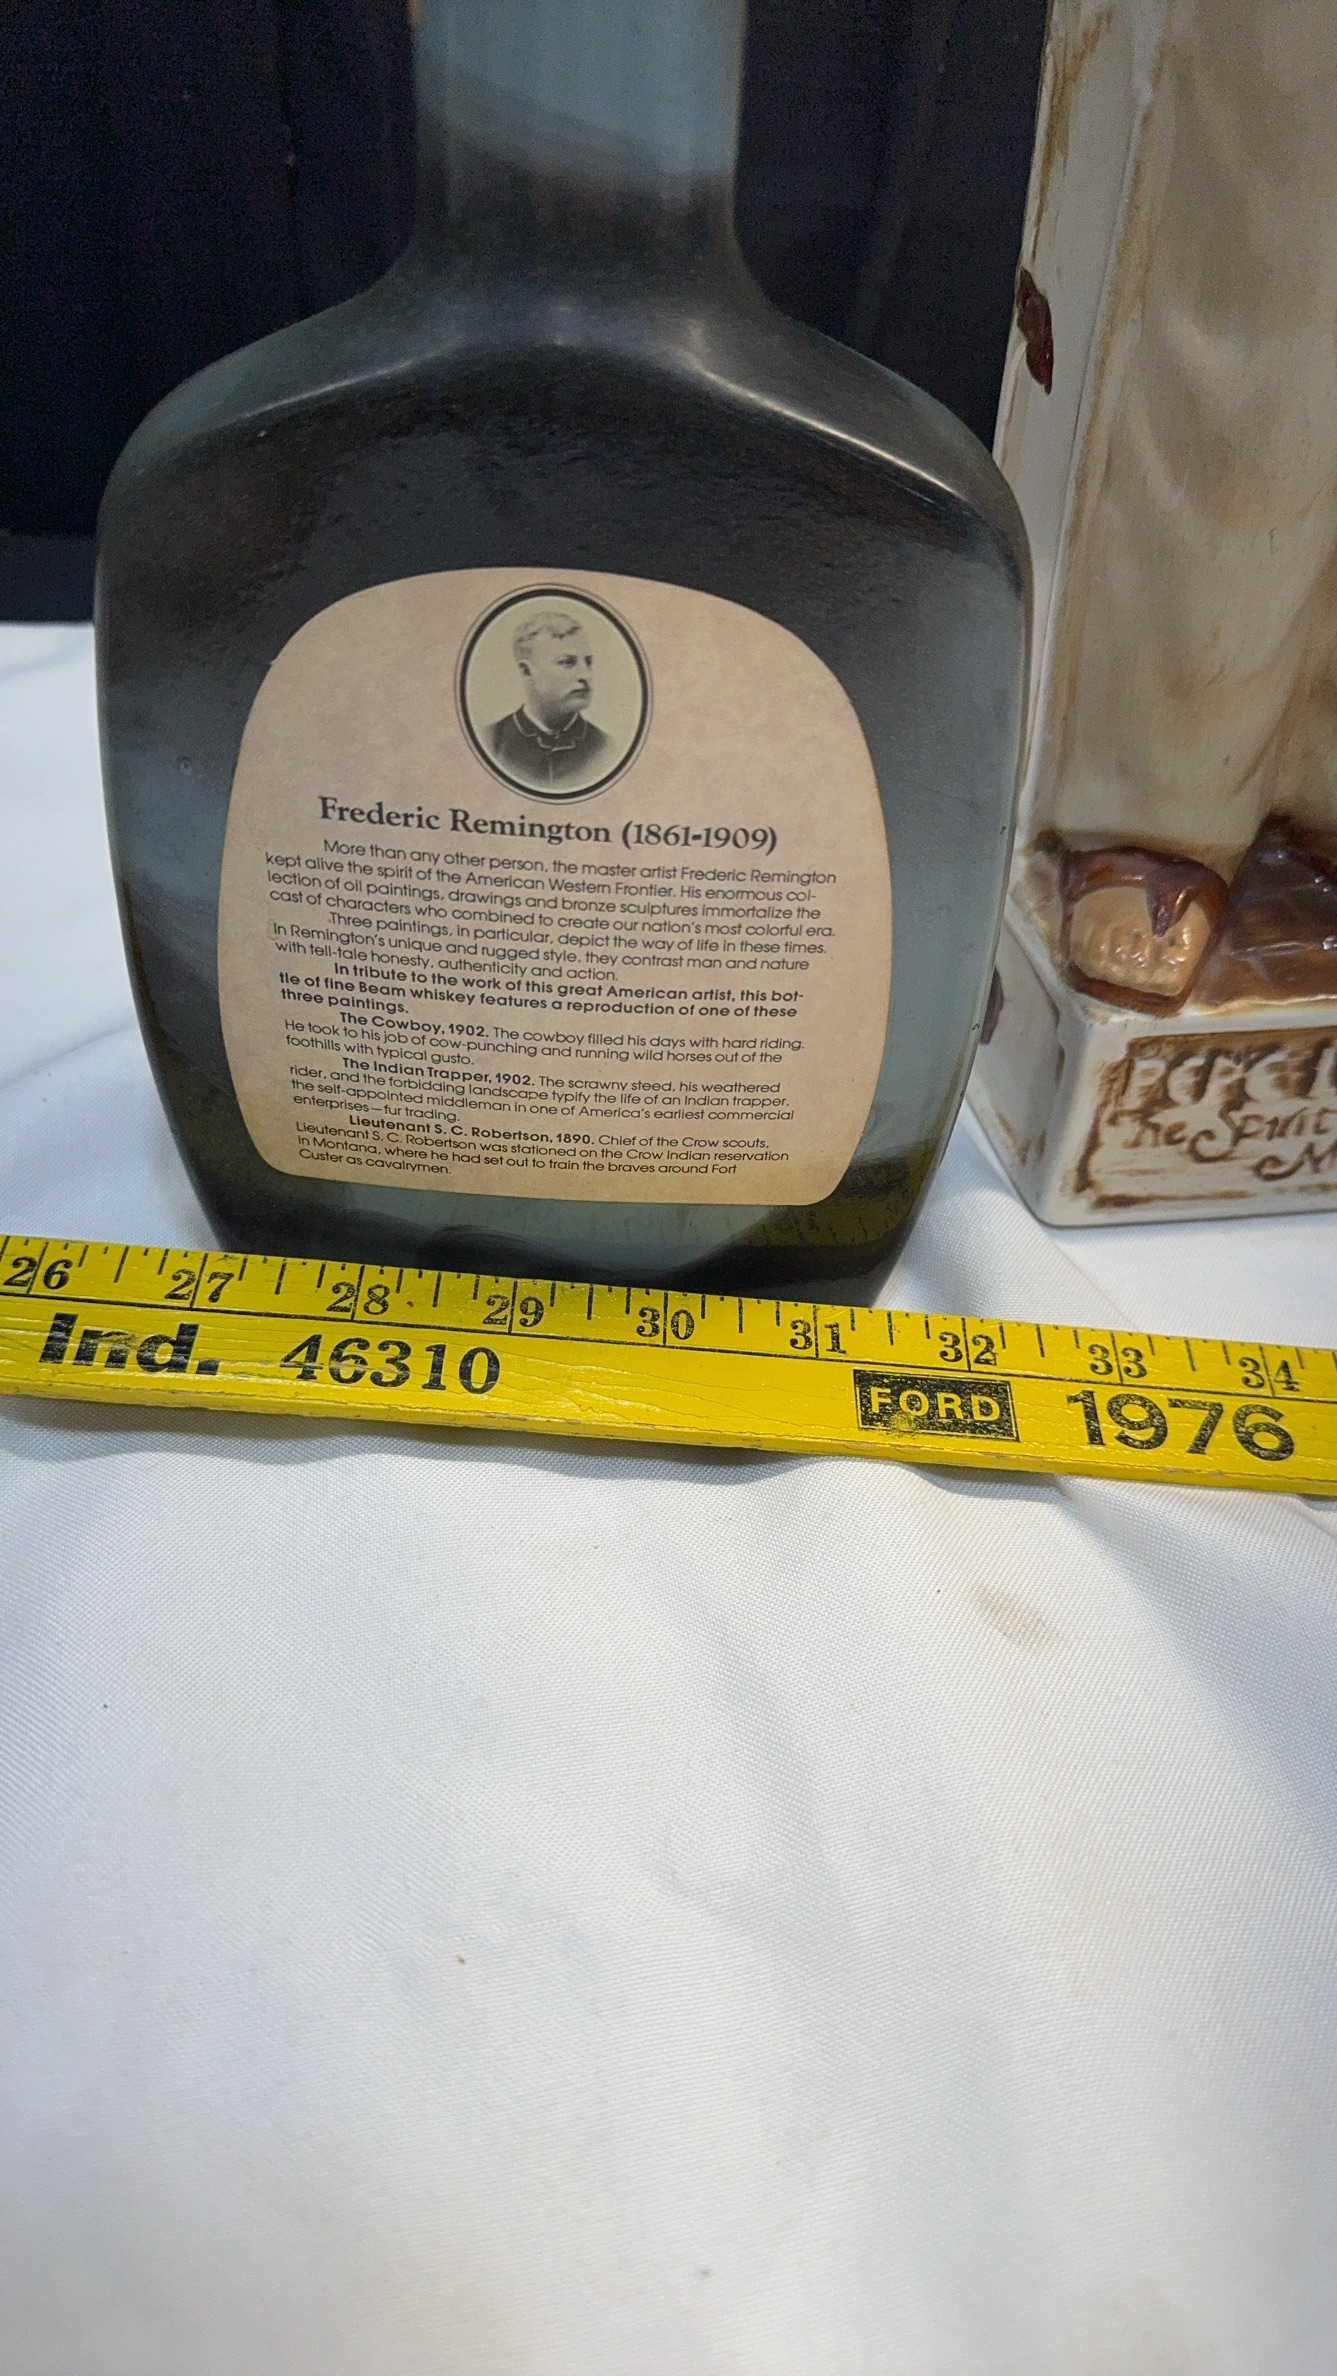 Frederic Remington (1861-1909)
More than any other person, the master artist Frederic Remington
kept alive the spirit of the American Western Frontier. His enormous col-
lection of oil paintings, drawings and bronze sculptures immortalize the
cast of characters who combined to create our nation's most colorful era.
Three paintings, in particular, depict the way of life in these times.
In Remington's unique and rugged style, they contrast man and nature
with tell-tale honesty, authenticity and action.
In tribute to the work of this great American artist, this bot-
tle of fine Beam whiskey features a reproduction of one of these
three paintings.
The Cowboy, 1902. The cowboy filled his days with hard riding.
He took to his job of cow-punching and running wild horses out of the
foothills with typical gusto.
The Indian Trapper, 1902. The scrawny steed, his weathered
rider, and the forbidding landscape typify the life of an Indian trapper,
the self-appointed middleman in one of America's earliest commercial
enterprises—fur trading.
Lieutenant S. C. Robertson, 1890. Chief of the Crow scouts,
Lieutenant S. C. Robertson was stationed on the Crow Indian reservation
in Montana, where he had set out to train the braves around Fort
Custer as cavalrymen.
PEPE
The Spirit
26 27 28 29 30 31 32 33 34
Ind. 46310 FORD 1976